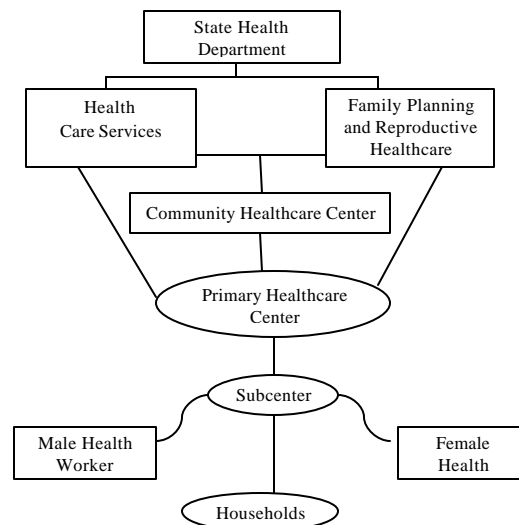 State Health
Department
Health
Care Services
Family Planning
and Reproductive
Healthcare
Community Healthcare Center
Primary Healthcare
Center
Subcenter
Male Health
Worker
Female
Health
Households